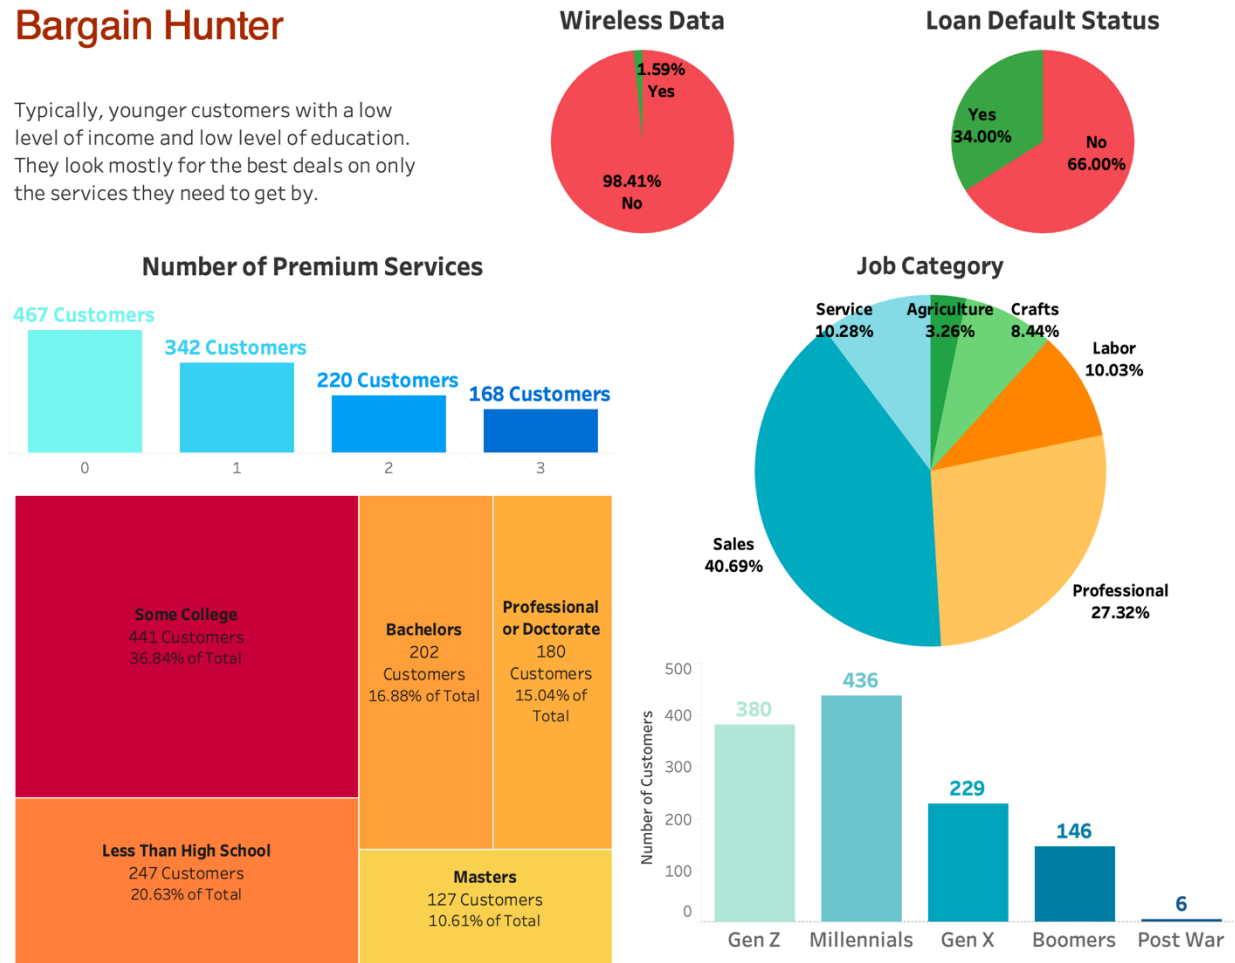 Bargain Hunter
Typically, younger customers with a low
level of income and low level of education.
They look mostly for the best deals on only
the services they need to get by.
Wireless Data
1.59%
Yes
98.41%
No
Loan Default Status
Yes
34.00%
No
66.00%
Number of Premium Services
467 Customers
342 Customers
220 Customers
168 Customers
0
1
2
3
Job Category
Service
10.28%
Agriculture
3.26%
Crafts
8.44%
Labor
10.03%
Sales
40.69%
Professional
27.32%
Some College
441 Customers
36.84% of Total
Bachelors
202
Customers
16.88% of Total
Professional
or Doctorate
180
Customers
15.04% of
Total
Less Than High School
247 Customers
20.63% of Total
Masters
127 Customers
10.61% of Total
Number of Customers
500
400
300
200
100
0
380
436
229
146
6
Gen Z
Millennials
Gen X
Boomers
Post War